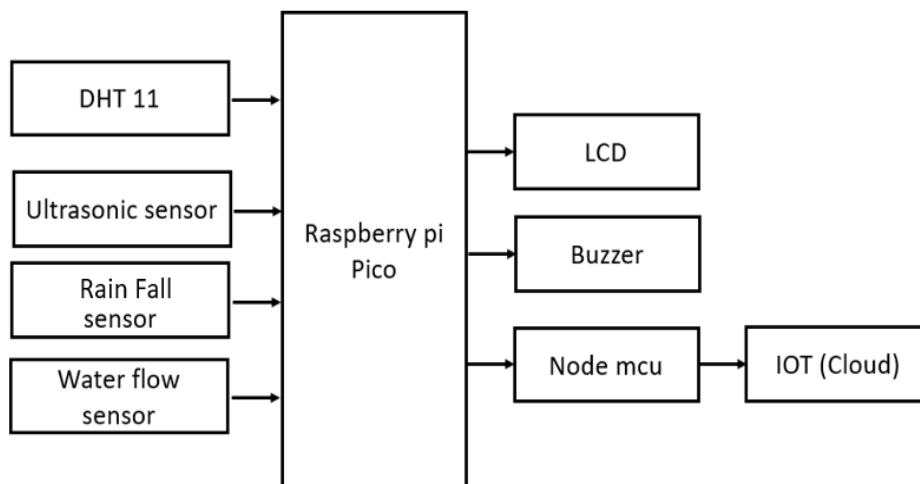 DHT 11
Ultrasonic sensor
Rain Fall
sensor
Water flow
sensor
Raspberry pi
Pico
LCD
Buzzer
Node mcu
IOT (Cloud)